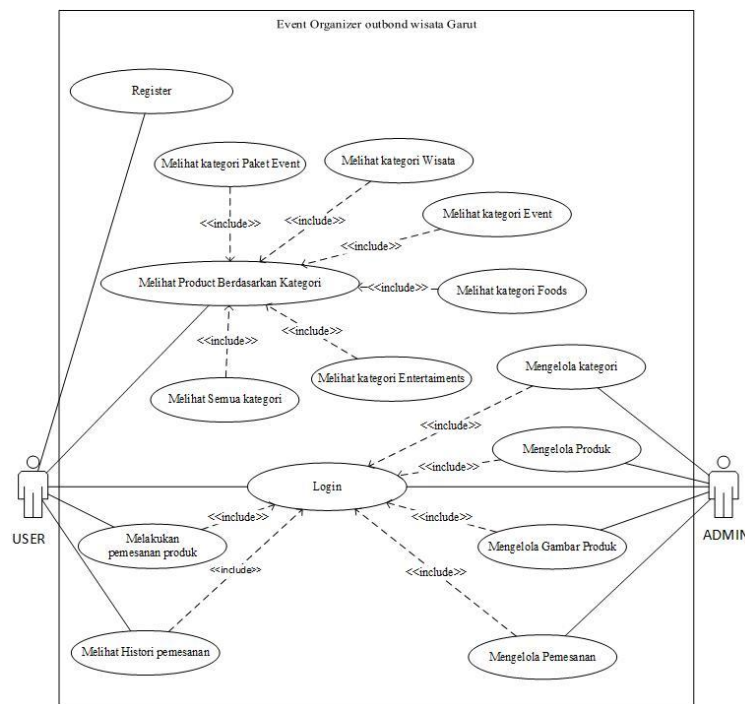 Event Organizer outbond wisata Garut
Register
Melihat kategori Paket Event
Melihat kategori Wisata
Melihat kategori Event
<<include>>
<<include>>
<<include>>
Melihat Product Berdasarkan Kategori
<<include>>
Melihat kategori Foods
<<include>>
<<include>>
Melihat Semua kategori
Melihat kategori Entertaiments
Mengelola kategori
<<include>>
Mengelola Produk
<<include>>
Login
USER
ADMIN
Melakukan
pemesanan produk
<<include>>
<<include>>
Mengelola Gambar Produk
<<include>>
<<include>>
Melihat Histori pemesanan
Mengelola Pemesanan